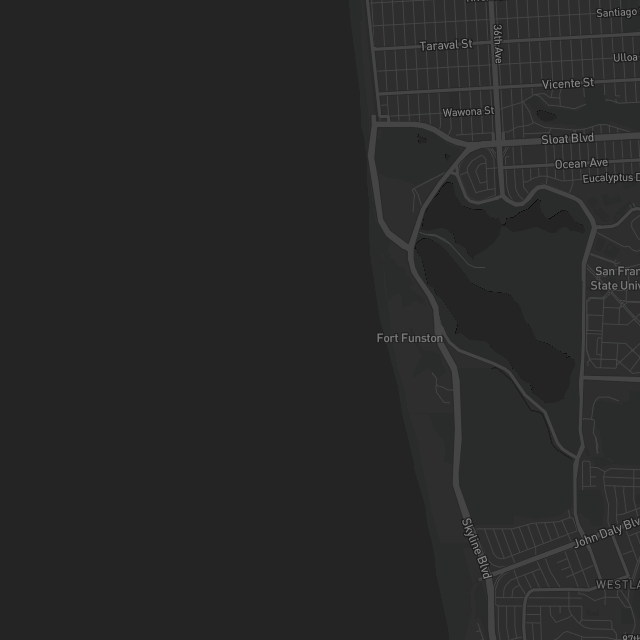 Santiago
36th Ave
Taraval St
Ulloa
Vicente St
Wawona St
Sloat Blvd
Ocean Ave
Eucalyptus D
San Fran
State Univ
Fort Funston
Skyline Blvd
John Daly Blv
WESTLA
87th